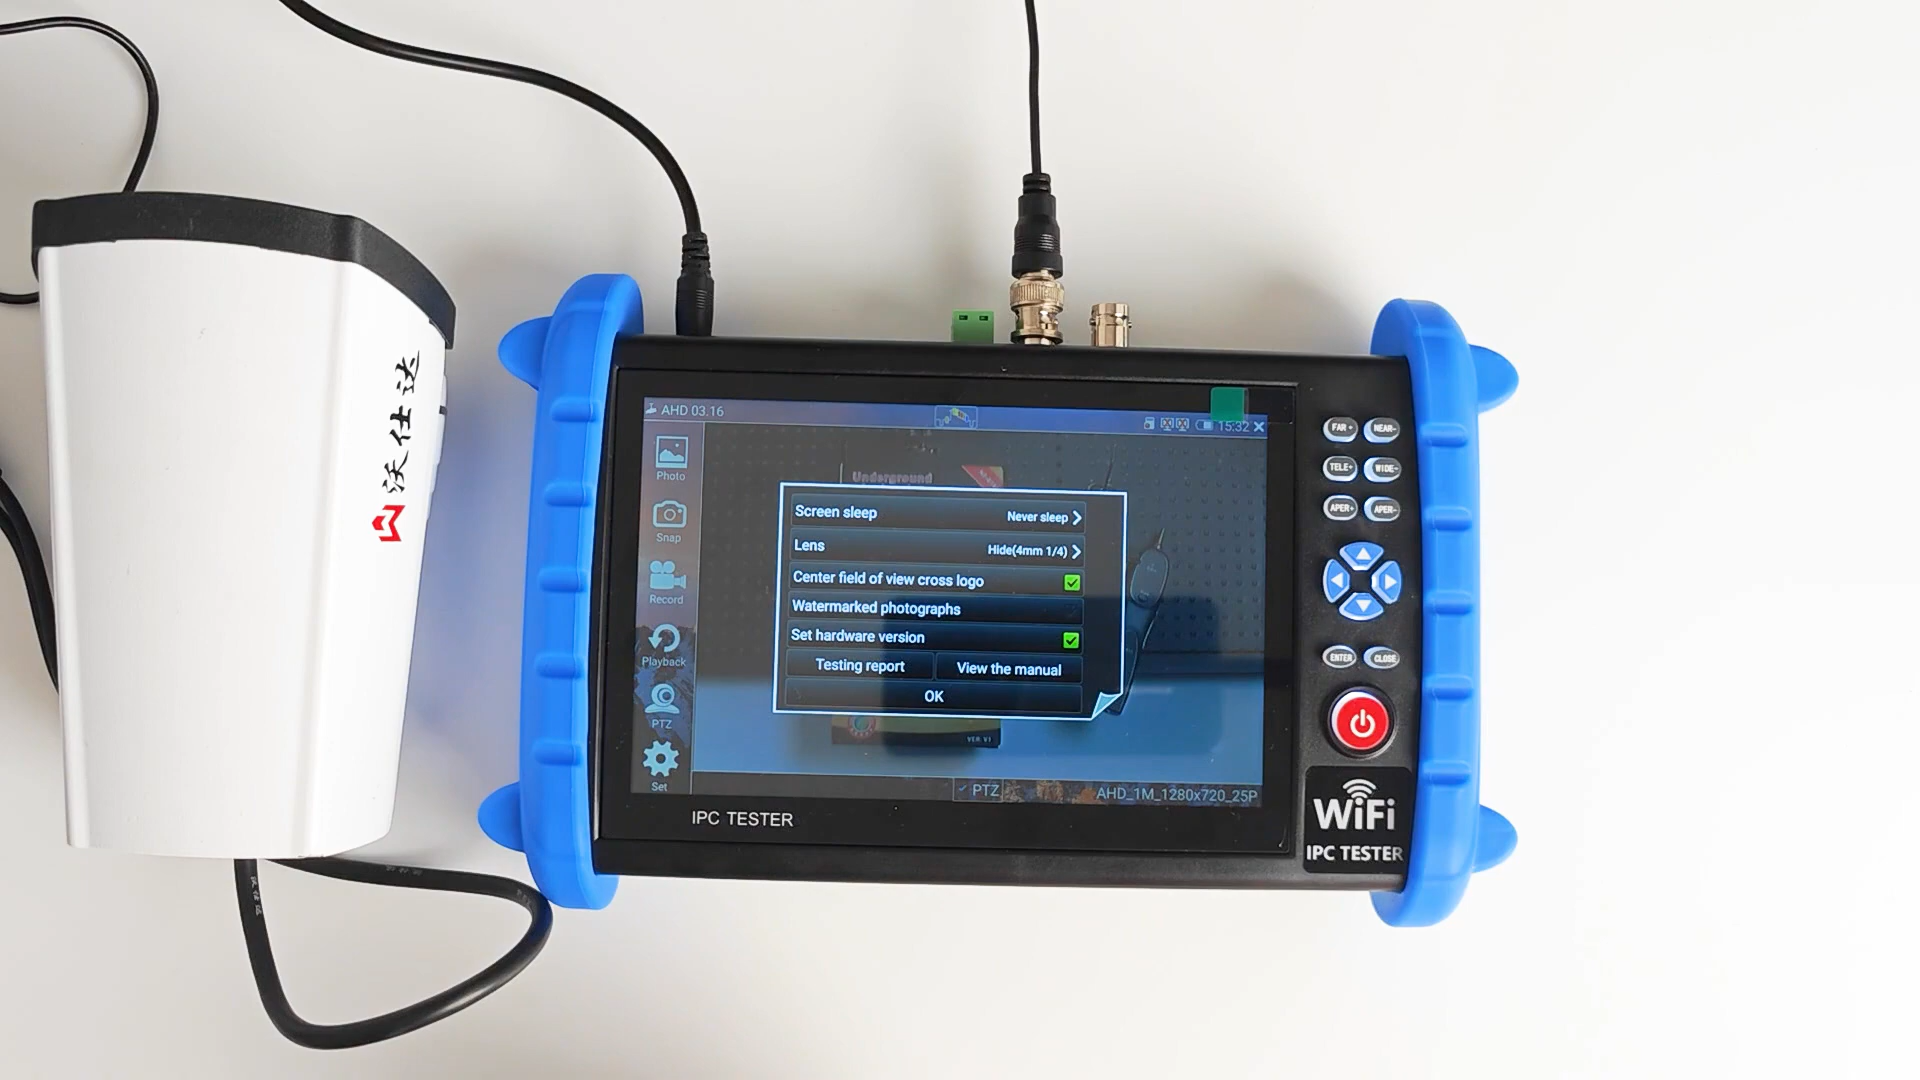 沃仕达
AHD 03.16
15:32
Photo
Snap
Record
Playback
PTZ
Set
Underground
Screen sleep Never sleep
Lens Hide(4mm 1/4)
Center field of view cross logo
Watermarked photographs
Set hardware version
Testing report View the manual
OK
VER. V1
PTZ
AHD_1M_1280x720_25P
IPC TESTER
FAR+ NEAR-
TELE+ WIDE-
APER+ APER-
ENTER CLOSE
WiFi
IPC TESTER